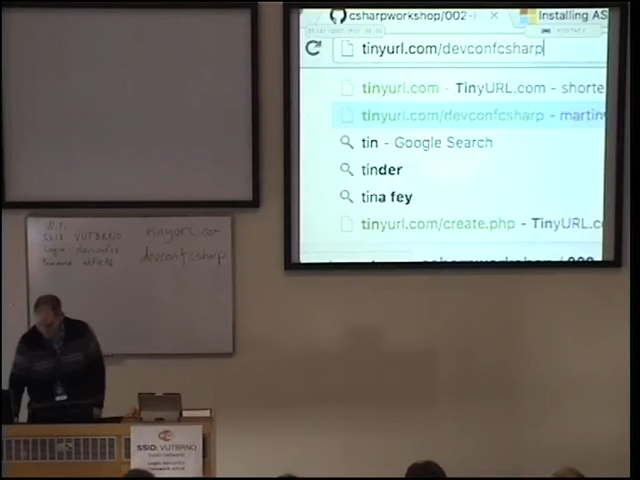 csharpworkshop/002-
Installing AS
tinyurl.com/devconfcsharp
tinyurl.com - TinyURL.com - shorte
tinyurl.com/devconfcsharp - martin
tin - Google Search
tinder
tina fey
tinyurl.com/create.php - TinyURL.c
SSID: VUTBRNO
Login: devconfcz
tinyurl.com
devconfcsharp
SSID: VUTBRNO